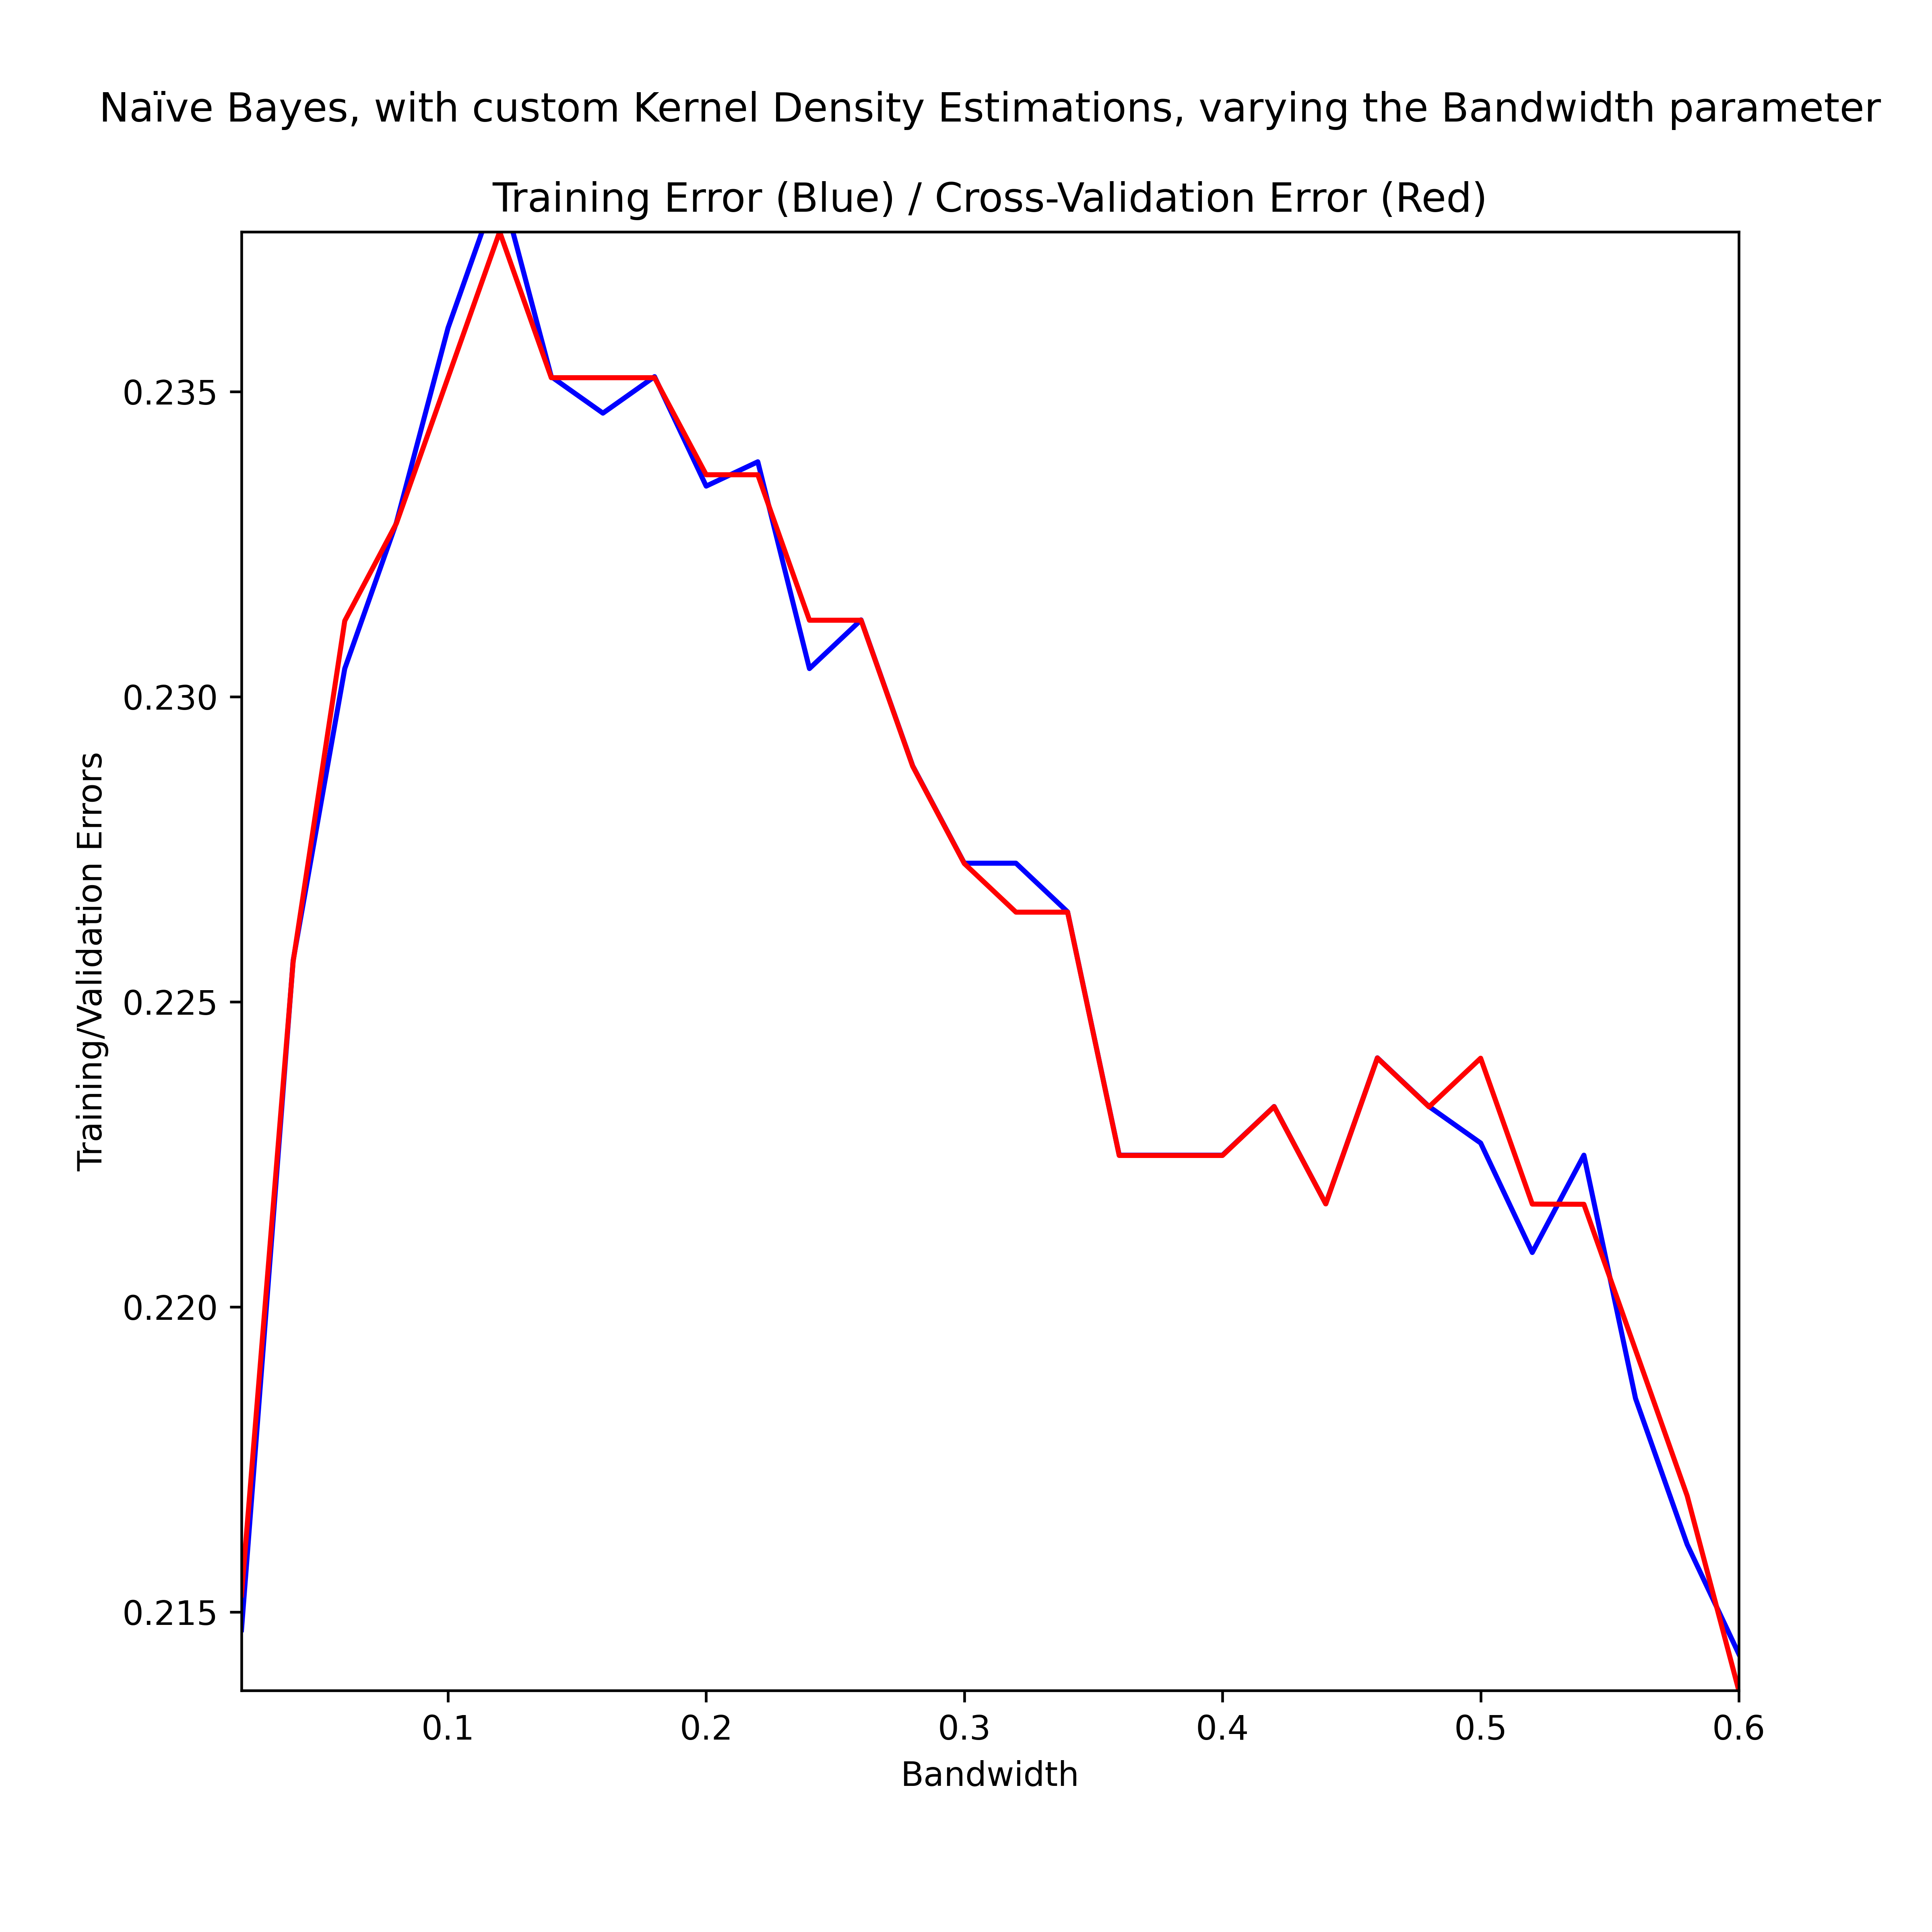 Naïve Bayes, with custom Kernel Density Estimations, varying the Bandwidth parameter
Training Error (Blue) / Cross-Validation Error (Red)
0.235
0.230
0.225
0.220
0.215
Training/Validation Errors
0.1 0.2 0.3 0.4 0.5 0.6
Bandwidth